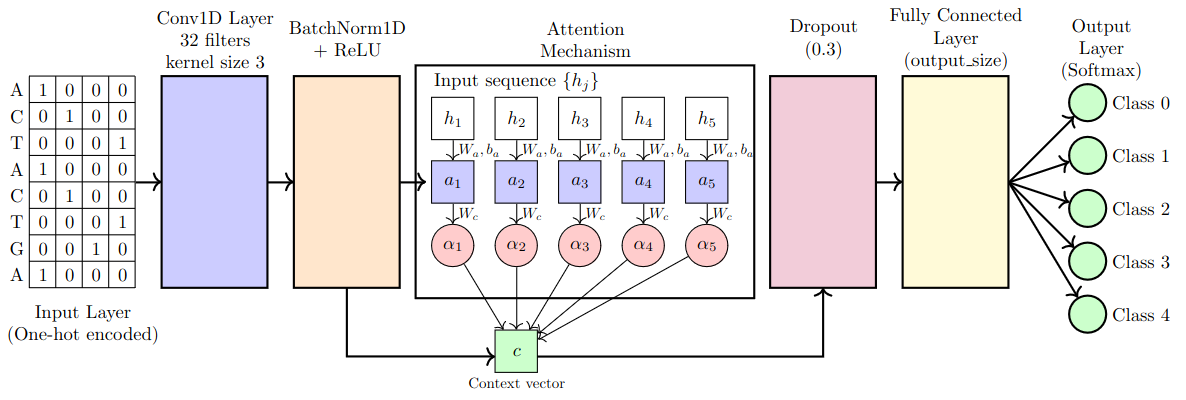 Conv1D Layer
32 filters
kernel size 3
BatchNorm1D
+ ReLU
Attention
Mechanism
Dropout
(0.3)
Fully Connected
Layer
(output_size)
Output
Layer
(Softmax)
A 1 0 0 0
C 0 1 0 0
T 0 0 0 1
A 1 0 0 0
C 0 1 0 0
T 0 0 0 1
G 0 0 1 0
A 1 0 0 0
Input Layer
(One-hot encoded)
Input sequence {h_j}
h_1 h_2 h_3 h_4 h_5
W_a, b_a W_a, b_a W_a, b_a W_a, b_a W_a, b_a
a_1 a_2 a_3 a_4 a_5
W_c W_c W_c W_c W_c
α_1 α_2 α_3 α_4 α_5
c
Context vector
Class 0
Class 1
Class 2
Class 3
Class 4